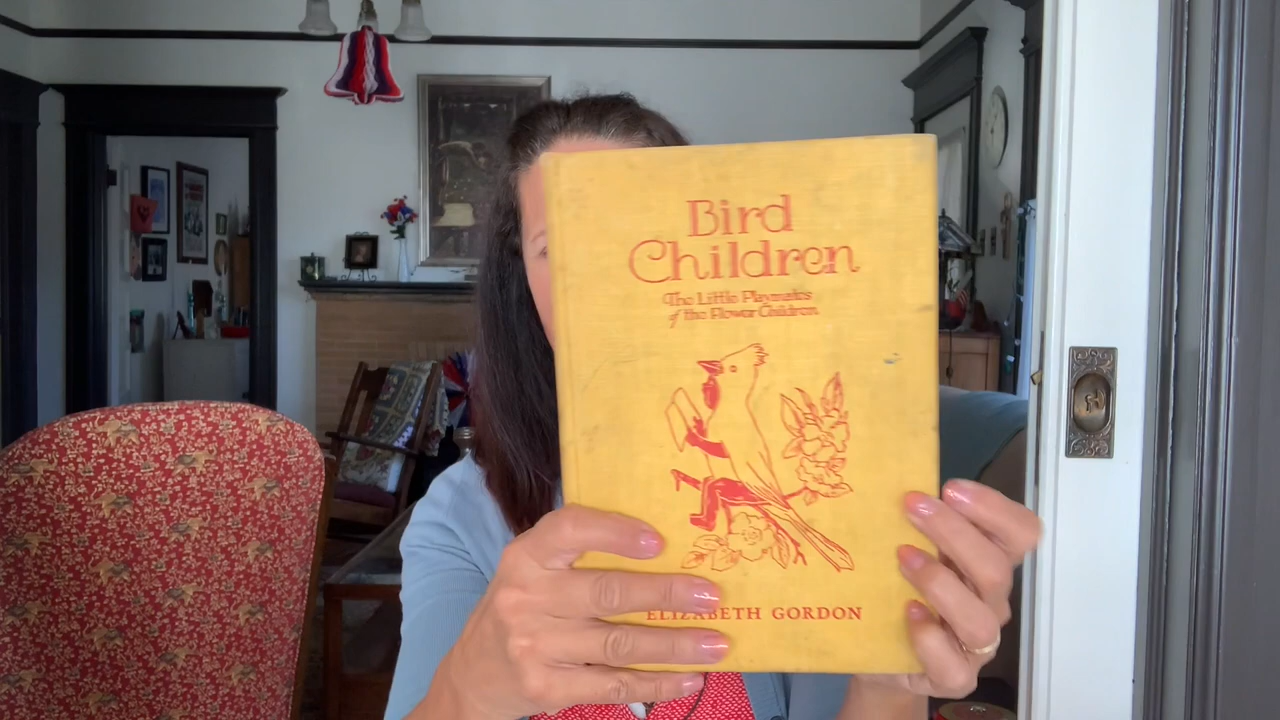 Bird
Children
The Little Playmates
of the Flower Children
ELIZABETH GORDON